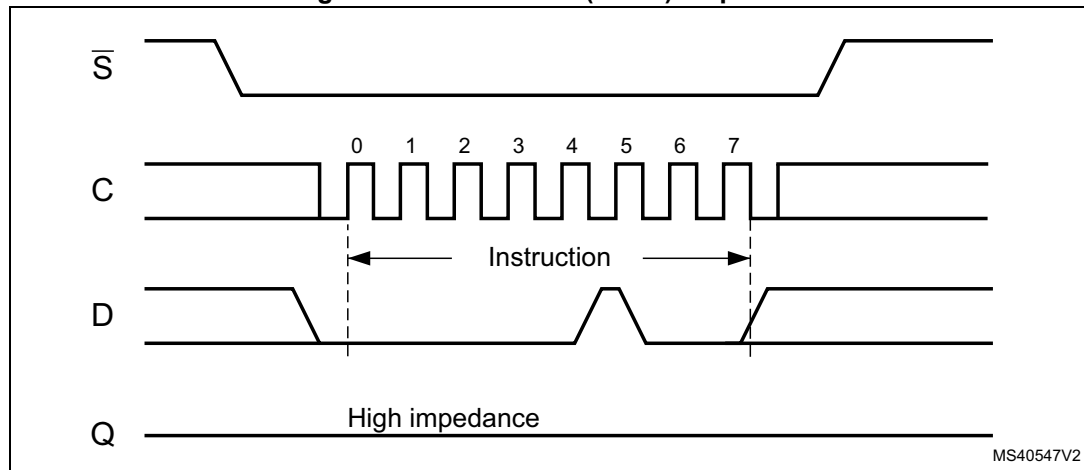 S̅
0 1 2 3 4 5 6 7
C
Instruction
D
High impedance
Q
MS40547V2